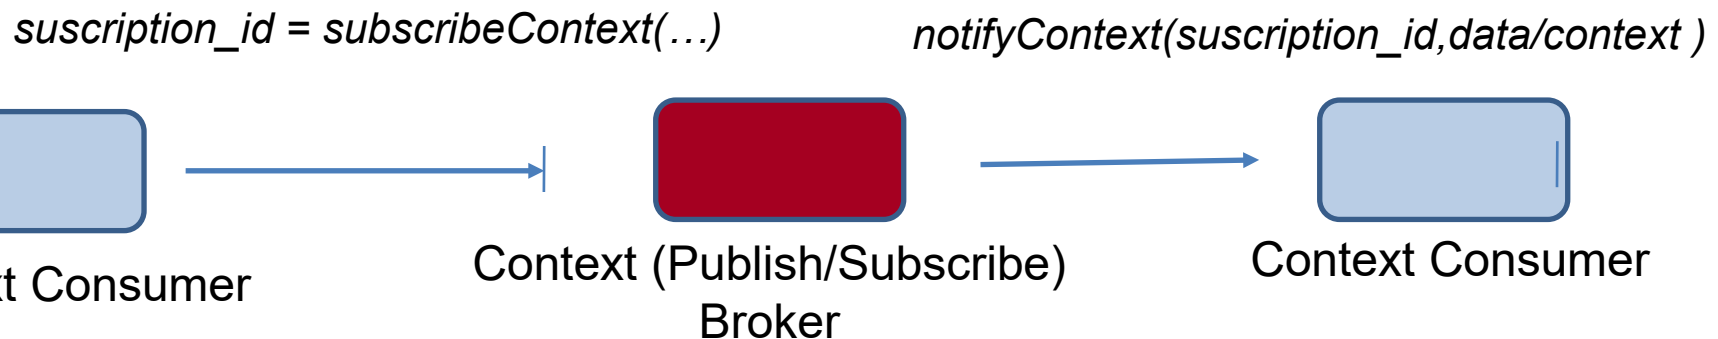 suscription_id = subscribeContext(…)
notifyContext(suscription_id,data/context )
Consumer
Context (Publish/Subscribe)
Broker
Context Consumer